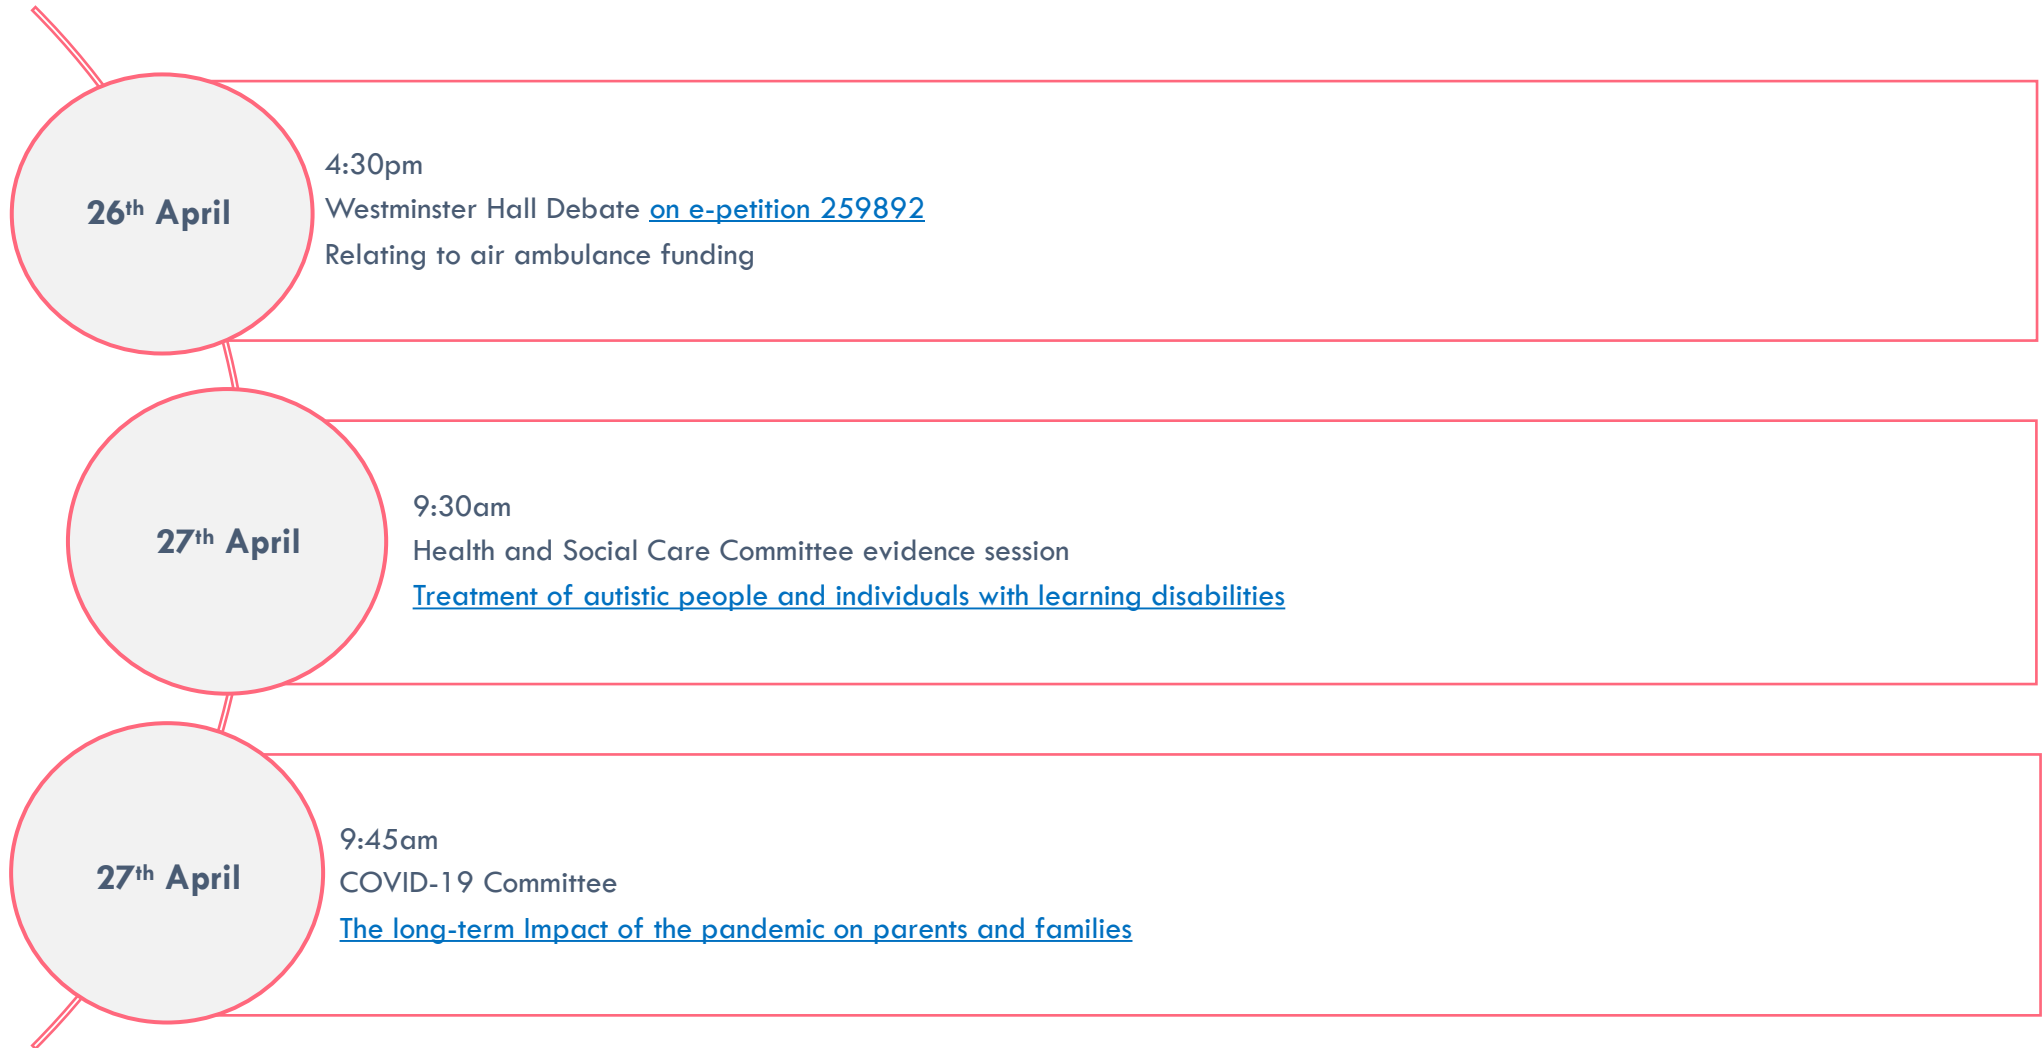 26th April
4:30pm
Westminster Hall Debate on e-petition 259892
Relating to air ambulance funding
27th April
9:30am
Health and Social Care Committee evidence session
Treatment of autistic people and individuals with learning disabilities
27th April
9:45am
COVID-19 Committee
The long-term Impact of the pandemic on parents and families